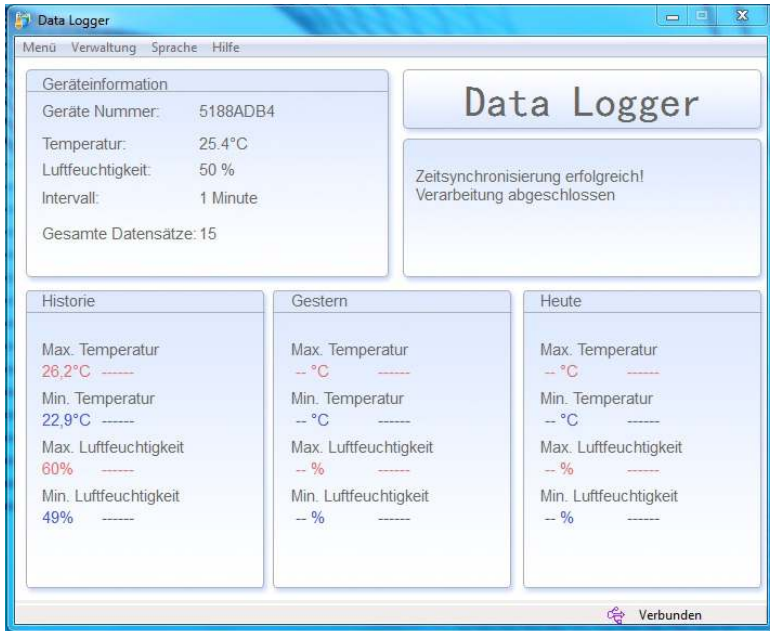 Data Logger
Menü Verwaltung Sprache Hilfe
Geräteinformation
Geräte Nummer: 5188ADB4
Temperatur: 25.4°C
Luftfeuchtigkeit: 50 %
Intervall: 1 Minute
Gesamte Datensätze: 15
Data Logger
Zeitsynchronisierung erfolgreich!
Verarbeitung abgeschlossen
Historie
Max. Temperatur
26,2°C ------
Min. Temperatur
22,9°C ------
Max. Luftfeuchtigkeit
60% ------
Min. Luftfeuchtigkeit
49% ------
Gestern
Max. Temperatur
-- °C ------
Min. Temperatur
-- °C ------
Max. Luftfeuchtigkeit
-- % ------
Min. Luftfeuchtigkeit
-- % ------
Heute
Max. Temperatur
-- °C ------
Min. Temperatur
-- °C ------
Max. Luftfeuchtigkeit
-- % ------
Min. Luftfeuchtigkeit
-- % ------
Verbunden